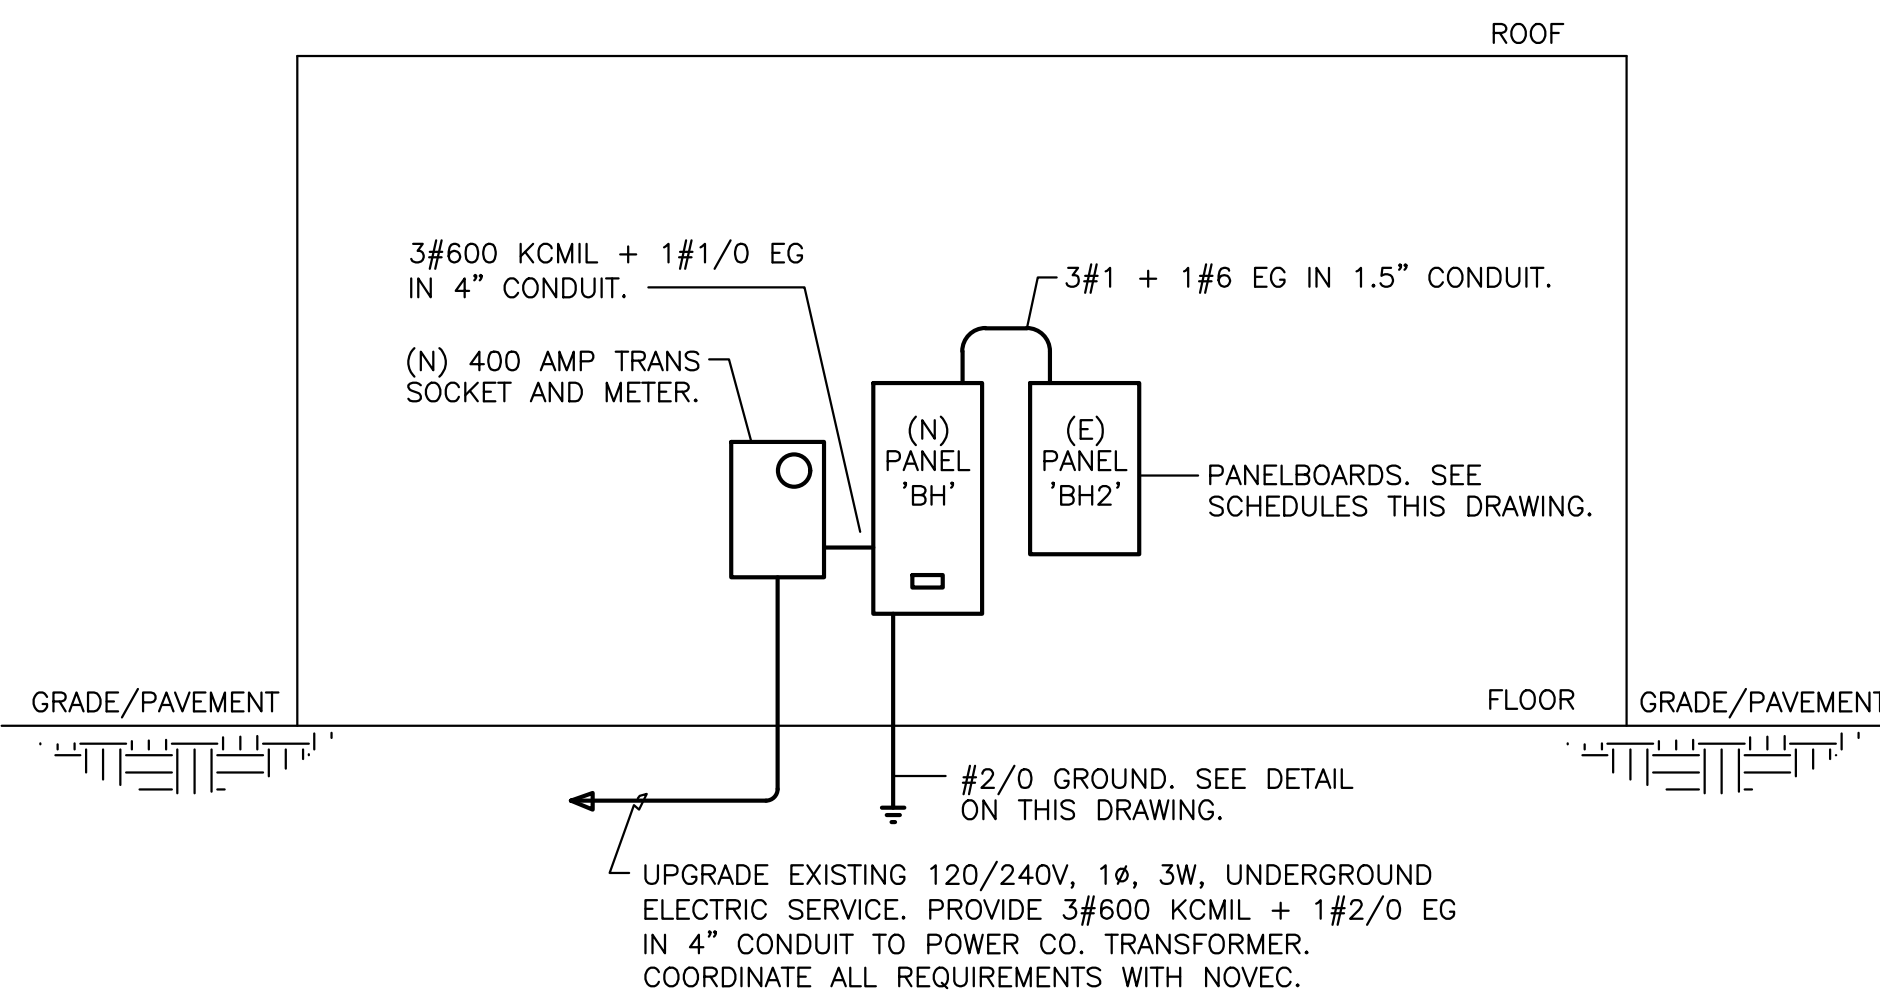 ROOF
3#600 KCMIL + 1#1/0 EG
IN 4" CONDUIT.
3#1 + 1#6 EG IN 1.5" CONDUIT.
(N) 400 AMP TRANS
SOCKET AND METER.
(N)
PANEL
'BH'
(E)
PANEL
'BH2'
PANELBOARDS. SEE
SCHEDULES THIS DRAWING.
GRADE/PAVEMENT
FLOOR
GRADE/PAVEMENT
#2/0 GROUND. SEE DETAIL
ON THIS DRAWING.
UPGRADE EXISTING 120/240V, 1ø, 3W, UNDERGROUND
ELECTRIC SERVICE. PROVIDE 3#600 KCMIL + 1#2/0 EG
IN 4" CONDUIT TO POWER CO. TRANSFORMER.
COORDINATE ALL REQUIREMENTS WITH NOVEC.